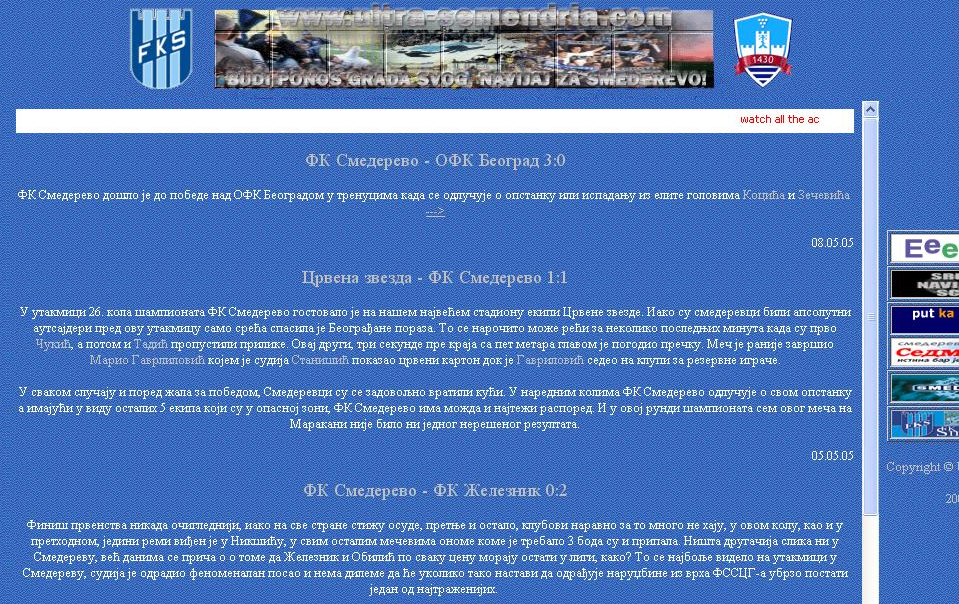 www.ultra-semendria.com
FKS
BUDI PONOS GRADA SVOG, NAVIJAJ ZA SMEDEREVO!
1430
watch all the ac
ФК Смедерево - ОФК Београд 3:0
ФК Смедерево дошло је до победе над ОФК Београдом у тренуцима када се одлучује о опстанку или испадању из елите головима Коцића и Зечевића
--->
08.05.05
Црвена звезда - ФК Смедерево 1:1
У утакмици 26. кола шампионата ФК Смедерево гостовало је на нашем највећем стадиону екипи Црвене звезде. Иако су смедеревци били апсолутни
аутсајдери пред ову утакмицу само срећа спасила је Београђане пораза. То се нарочито може рећи за неколико последњих минута када су прво
Чукић, а потом и Тадић пропустили прилике. Овај други, три секунде пре краја са пет метара главом је погодио пречку. Меч је раније завршио
Марио Гаврлиловић којем је судија Станишић показао црвени картон док је Гавриловић седео на клупи за резервне играче.
У сваком случају и поред жала за победом, Смедеревци су се задовољно вратили кући. У наредним колима ФК Смедерево одлучује о свом опстанку
а имајући у виду осталих 5 екипа који су у опасној зони, ФК Смедерево има можда и најтежи распоред. И у овој рунди шампионата сем овог меча на
Маракани није било ни једног нерешеног резултата.
05.05.05
ФК Смедерево - ФК Железник 0:2
Финиш првенства никада очигледнији, иако на све стране стижу осуде, претње и остало, клубови наравно за то много не хају, у овом колу, као и у
претходном, једини реми виђен је у Никшићу, у свим осталим мечевима ономе коме је требало 3 бода су и припала. Ништа другачија слика ни у
Смедереву, већ данима се прича о о томе да Железник и Обилић по сваку цену морају остати у лиги, како? То се најбоље видело на утакмици у
Смедереву, судија је одрадио феноменалан посао и нема дилеме да ће уколико тако настави да одрађује наруџбине из врха ФССЦГ-а убрзо постати
један од најтраженијих.
Eee
SR
NAVI
put ka
смедерев
Седм
истина бар је
SMED
FKS
Copyright ©
200